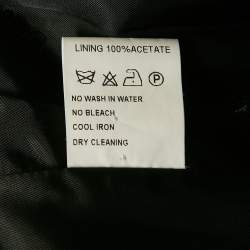 LINING 100%ACETATE
P
NO WASH IN WATER
NO BLEACH
COOL IRON
DRY CLEANING